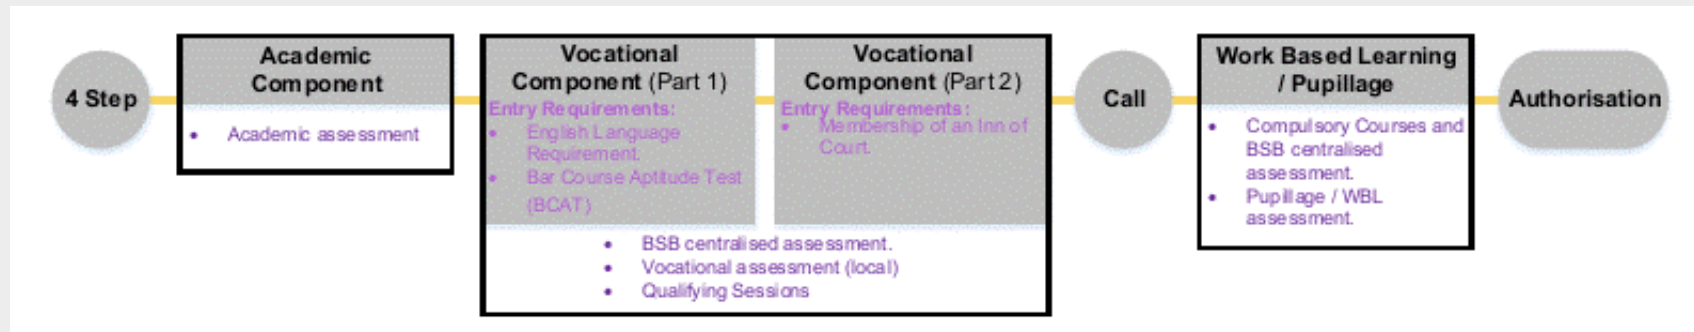 4 Step
Academic
Component
• Academic assessment
Vocational
Component (Part 1)
Entry Requirements:
• English Language
Requirement.
• Bar Course Aptitude Test
(BCAT)
Vocational
Component (Part 2)
Entry Requirements:
• Membership of an Inn of
Court.
• BSB centralised assessment.
• Vocational assessment (local)
• Qualifying Sessions
Call
Work Based Learning
/ Pupillage
• Compulsory Courses and
BSB centralised
assessment.
• Pupillage / WBL
assessment.
Authorisation